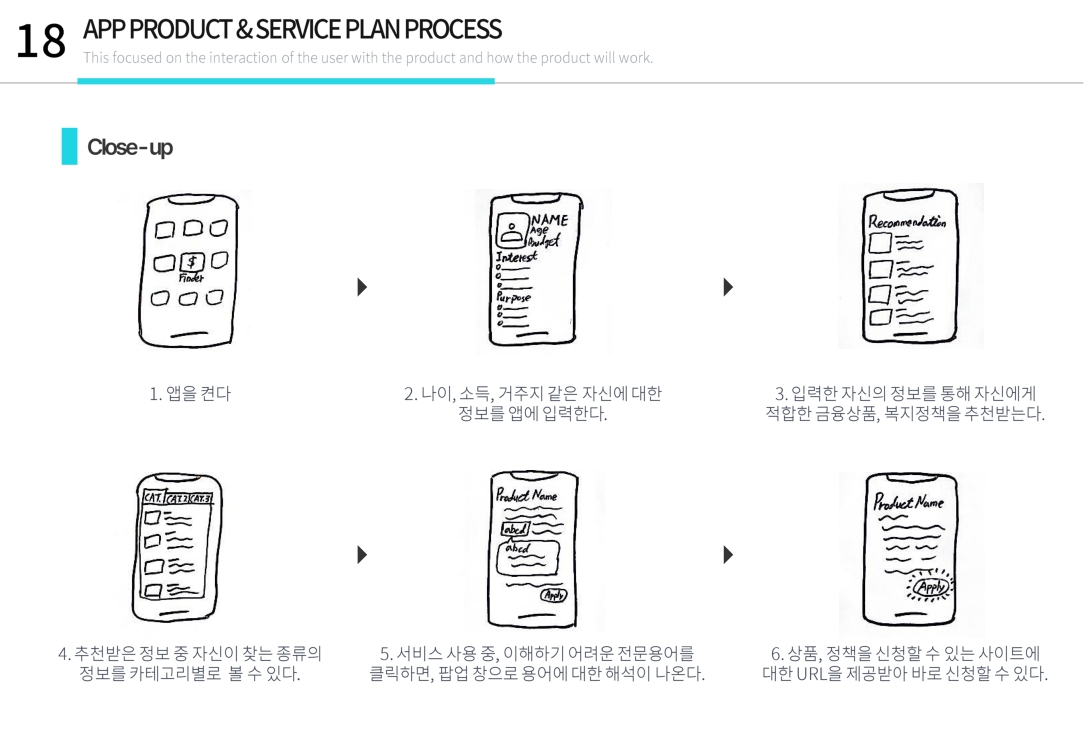 18
APP PRODUCT & SERVICE PLAN PROCESS
This focused on the interaction of the user with the product and how the product will work.
Close-up
$
Finder
NAME
Age
Budget
Interest
Purpose
Recommendation
1. 앱을 켠다
2. 나이, 소득, 거주지 같은 자신에 대한
정보를 앱에 입력한다.
3. 입력한 자신의 정보를 통해 자신에게
적합한 금융상품, 복지정책을 추천받는다.
CAT.1 CAT.2 CAT.3
Product Name
abcd
abcd
Apply
Product Name
Apply
4. 추천받은 정보 중 자신이 찾는 종류의
정보를 카테고리별로 볼 수 있다.
5. 서비스 사용 중, 이해하기 어려운 전문용어를
클릭하면, 팝업 창으로 용어에 대한 해석이 나온다.
6. 상품, 정책을 신청할 수 있는 사이트에
대한 URL을 제공받아 바로 신청할 수 있다.